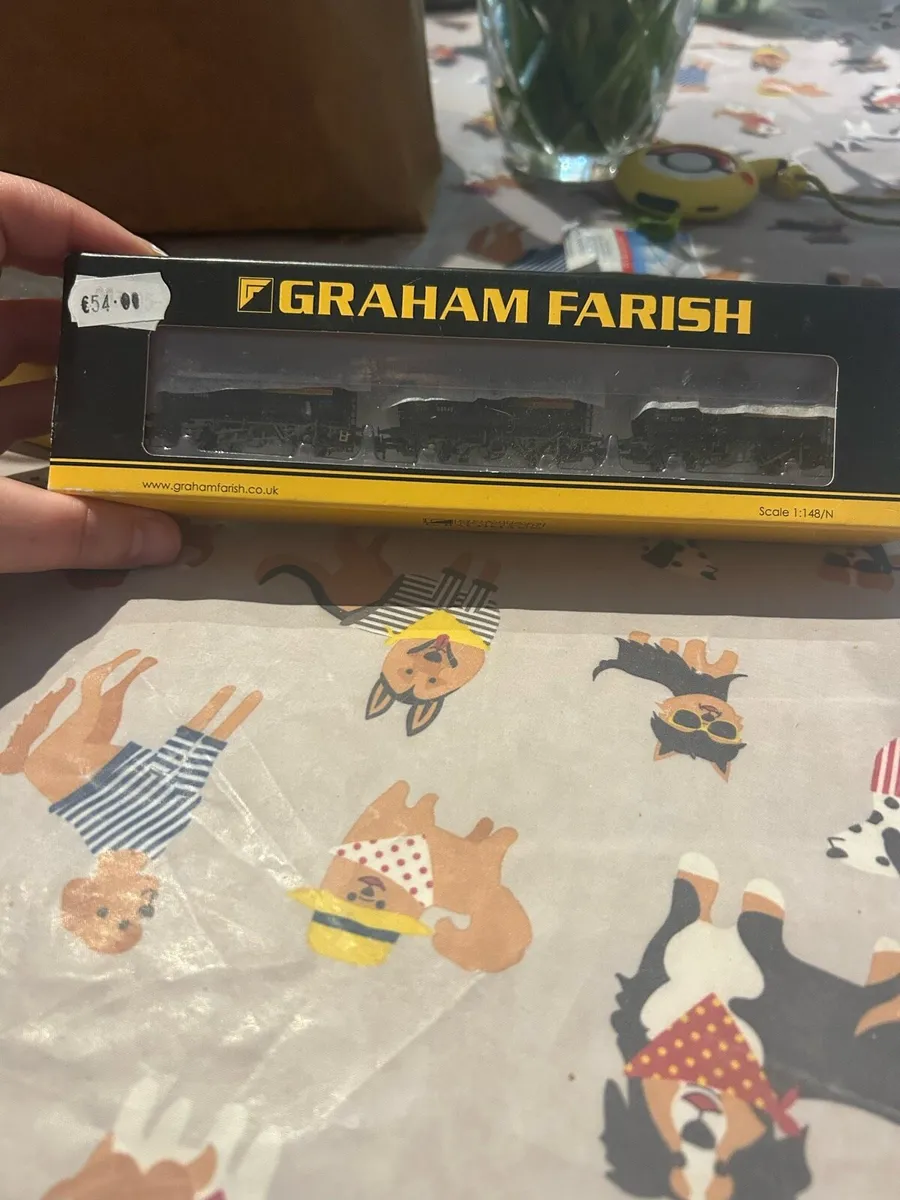 €54.00
GRAHAM FARISH
www.grahamfarish.co.uk
Scale 1:148/N